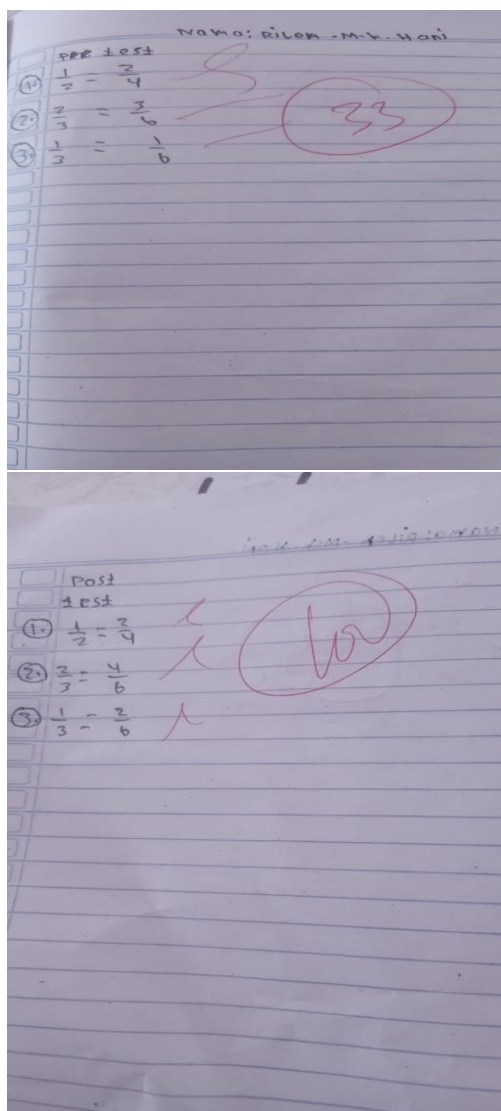 Nama: Rilen .M.K. Hani
pre test
1. 1/2 = 2/4
2. 2/3 = 3/6
3. 1/3 = 1/6
33
Post
test
1. 1/2 = 2/4
2. 2/3 = 4/6
3. 1/3 = 2/6
100